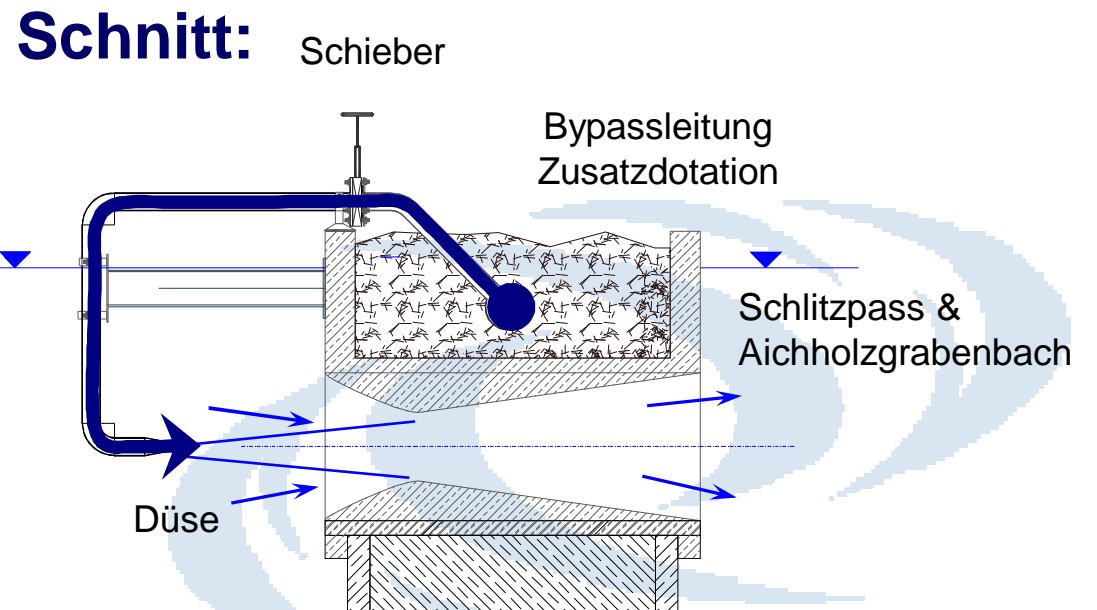 Schnitt:
Schieber
Bypassleitung
Zusatzdotation
Schlitzpass &
Aichholzgrabenbach
Düse